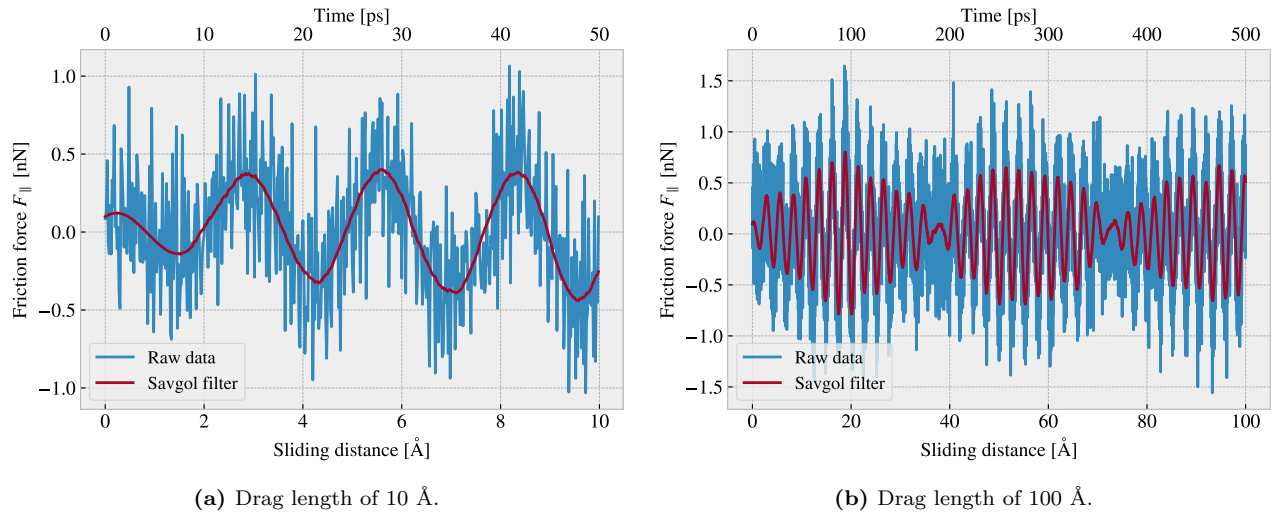 Time [ps]
0 10 20 30 40 50
Friction force F∥ [nN]
1.0
0.5
0.0
−0.5
−1.0
Raw data
Savgol filter
0 2 4 6 8 10
Sliding distance [Å]
(a) Drag length of 10 Å.
Time [ps]
0 100 200 300 400 500
Friction force F∥ [nN]
1.5
1.0
0.5
0.0
−0.5
−1.0
−1.5
Raw data
Savgol filter
0 20 40 60 80 100
Sliding distance [Å]
(b) Drag length of 100 Å.